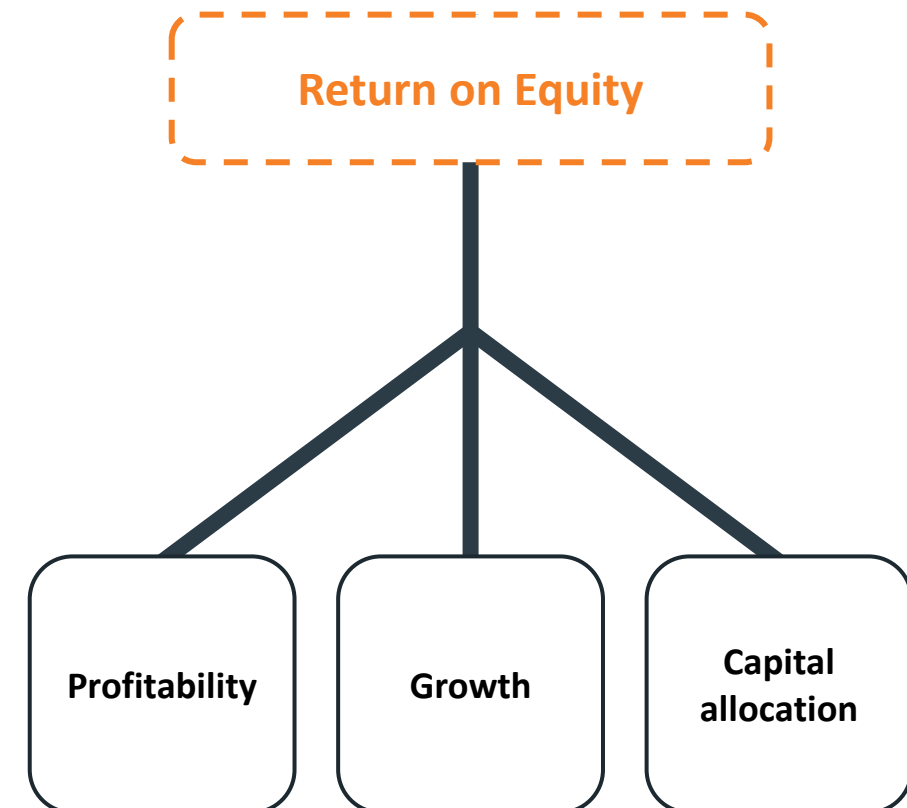 Return on Equity
Profitability
Growth
Capital
allocation